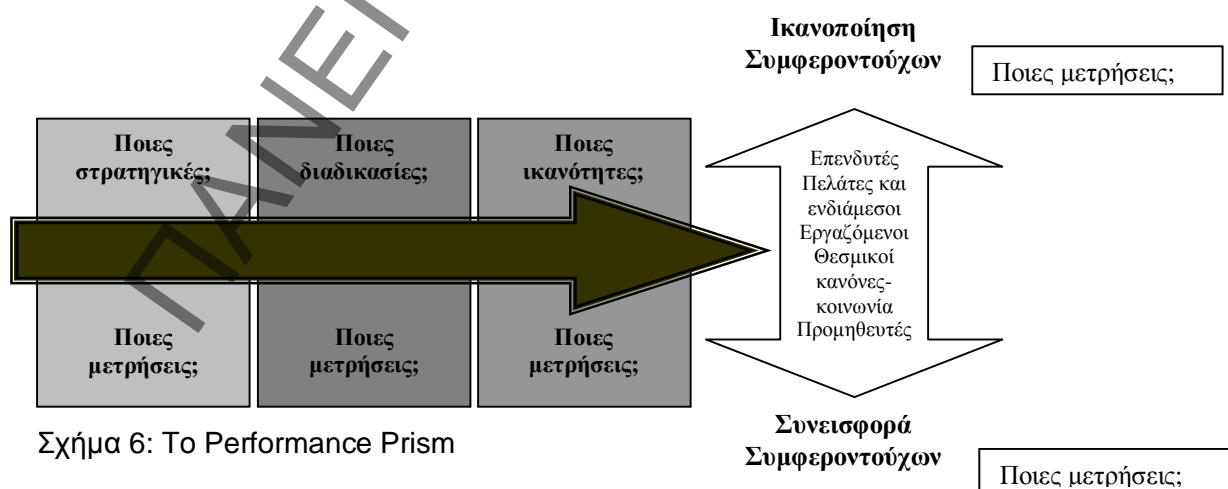 Ικανοποίηση
Συμφεροντούχων
Ποιες μετρήσεις;
Ποιες
στρατηγικές;
Ποιες
διαδικασίες;
Ποιες
ικανότητες;
Επενδυτές
Πελάτες και
ενδιάμεσοι
Εργαζόμενοι
Θεσμικοί
κανόνες-
κοινωνία
Προμηθευτές
Ποιες
μετρήσεις;
Ποιες
μετρήσεις;
Ποιες
μετρήσεις;
Συνεισφορά
Συμφεροντούχων
Ποιες μετρήσεις;
Σχήμα 6: Το Performance Prism
ΠΑΝΕΙ